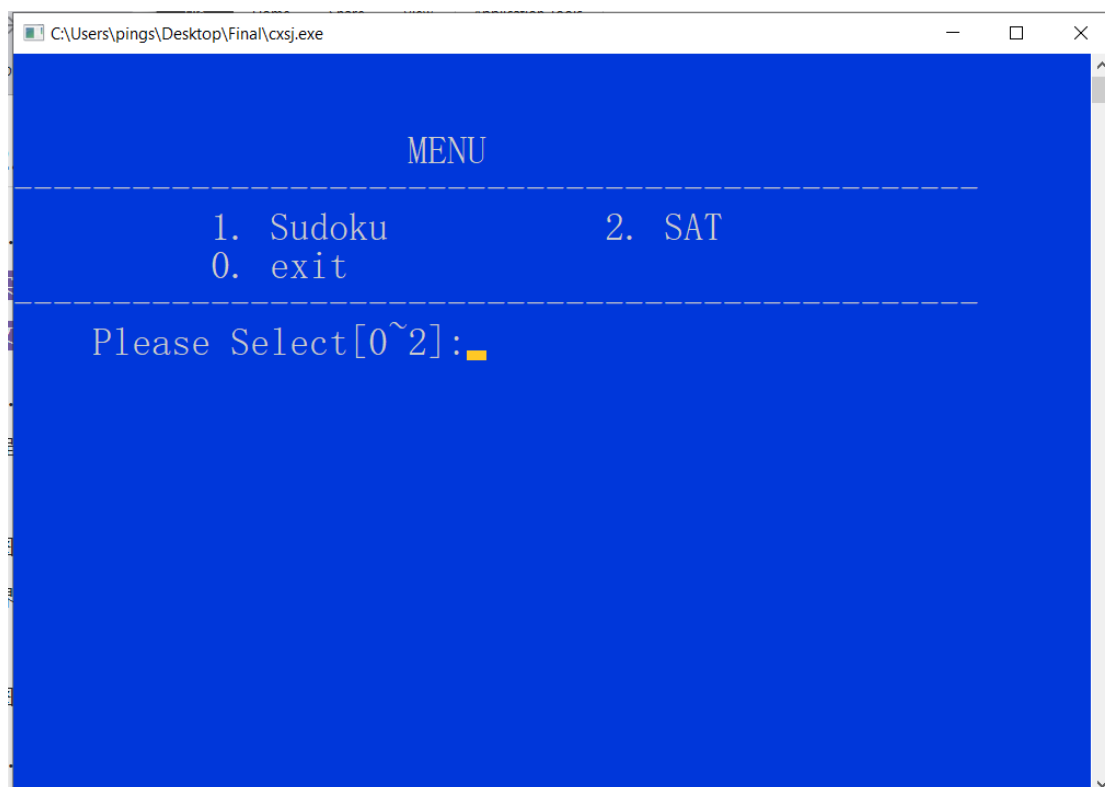 C:\Users\pings\Desktop\Final\cxsj.exe
MENU
1. Sudoku 2. SAT
0. exit
Please Select[0~2]: